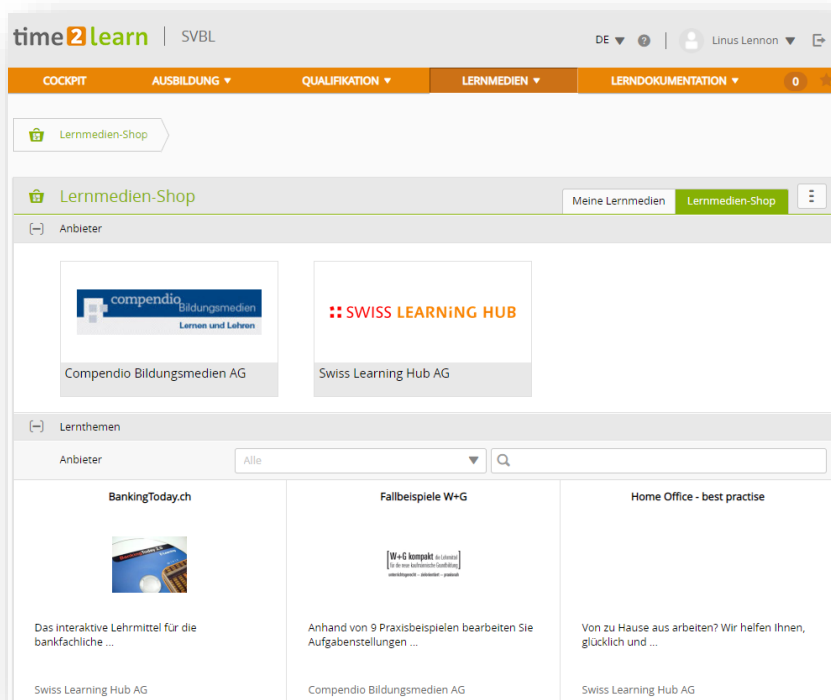 time2learn SVBL
DE Linus Lennon
COCKPIT AUSBILDUNG QUALIFIKATION LERNMEDIEN LERNDOKUMENTATION 0
Lernmedien-Shop
Lernmedien-Shop Meine Lernmedien Lernmedien-Shop
Anbieter
compendio
Bildungsmedien
Lernen und Lehren
SWISS LEARNiNG HUB
Compendio Bildungsmedien AG Swiss Learning Hub AG
Lernthemen
Anbieter Alle
BankingToday.ch Fallbeispiele W+G Home Office - best practise
W+G kompakt
Das interaktive Lehrmittel für die Anhand von 9 Praxisbeispielen bearbeiten Sie Von zu Hause aus arbeiten? Wir helfen Ihnen,
bankfachliche ... Aufgabenstellungen ... glücklich und ...
Swiss Learning Hub AG Compendio Bildungsmedien AG Swiss Learning Hub AG